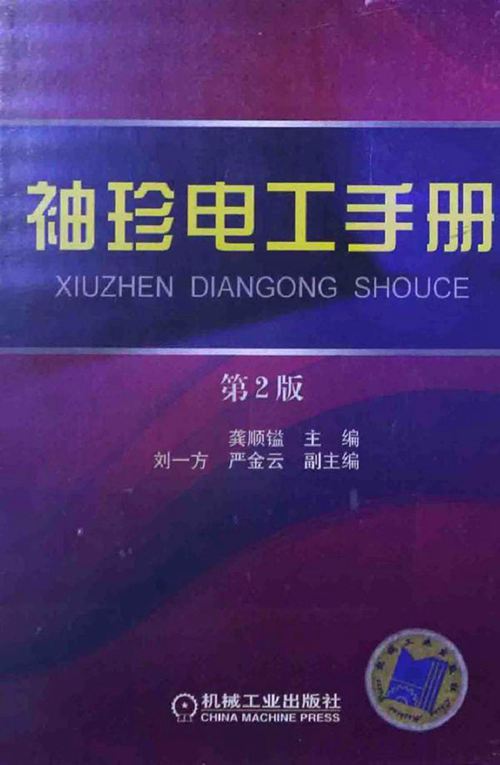 袖珍电工手册
XIUZHEN DIANGONG SHOUCE
第2版
龚顺镒 主 编
刘一方 严金云 副主编
机械工业出版社
CHINA MACHINE PRESS